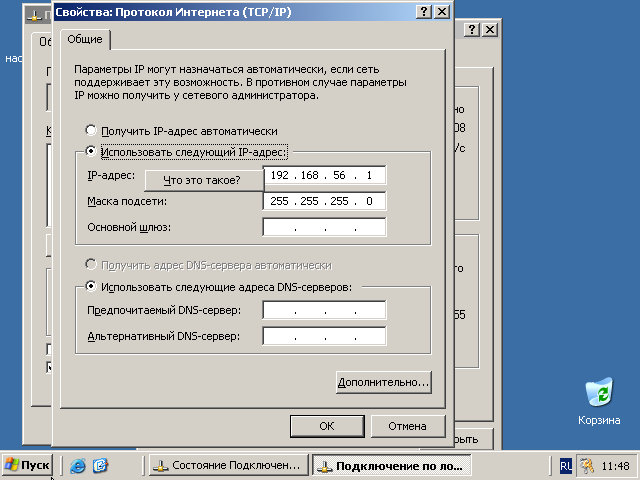 Свойства: Протокол Интернета (TCP/IP)
Общие
Параметры IP могут назначаться автоматически, если сеть
поддерживает эту возможность. В противном случае параметры
IP можно получить у сетевого администратора.
Получить IP-адрес автоматически
Использовать следующий IP-адрес:
IP-адрес: 192 . 168 . 56 . 1
Что это такое?
Маска подсети: 255 . 255 . 255 . 0
Основной шлюз: . . .
Получить адрес DNS-сервера автоматически
Использовать следующие адреса DNS-серверов:
Предпочитаемый DNS-сервер: . . .
Альтернативный DNS-сервер: . . .
Дополнительно...
OK
Отмена
Корзина
Пуск
Состояние Подключен...
Подключение по ло...
RU
11:48